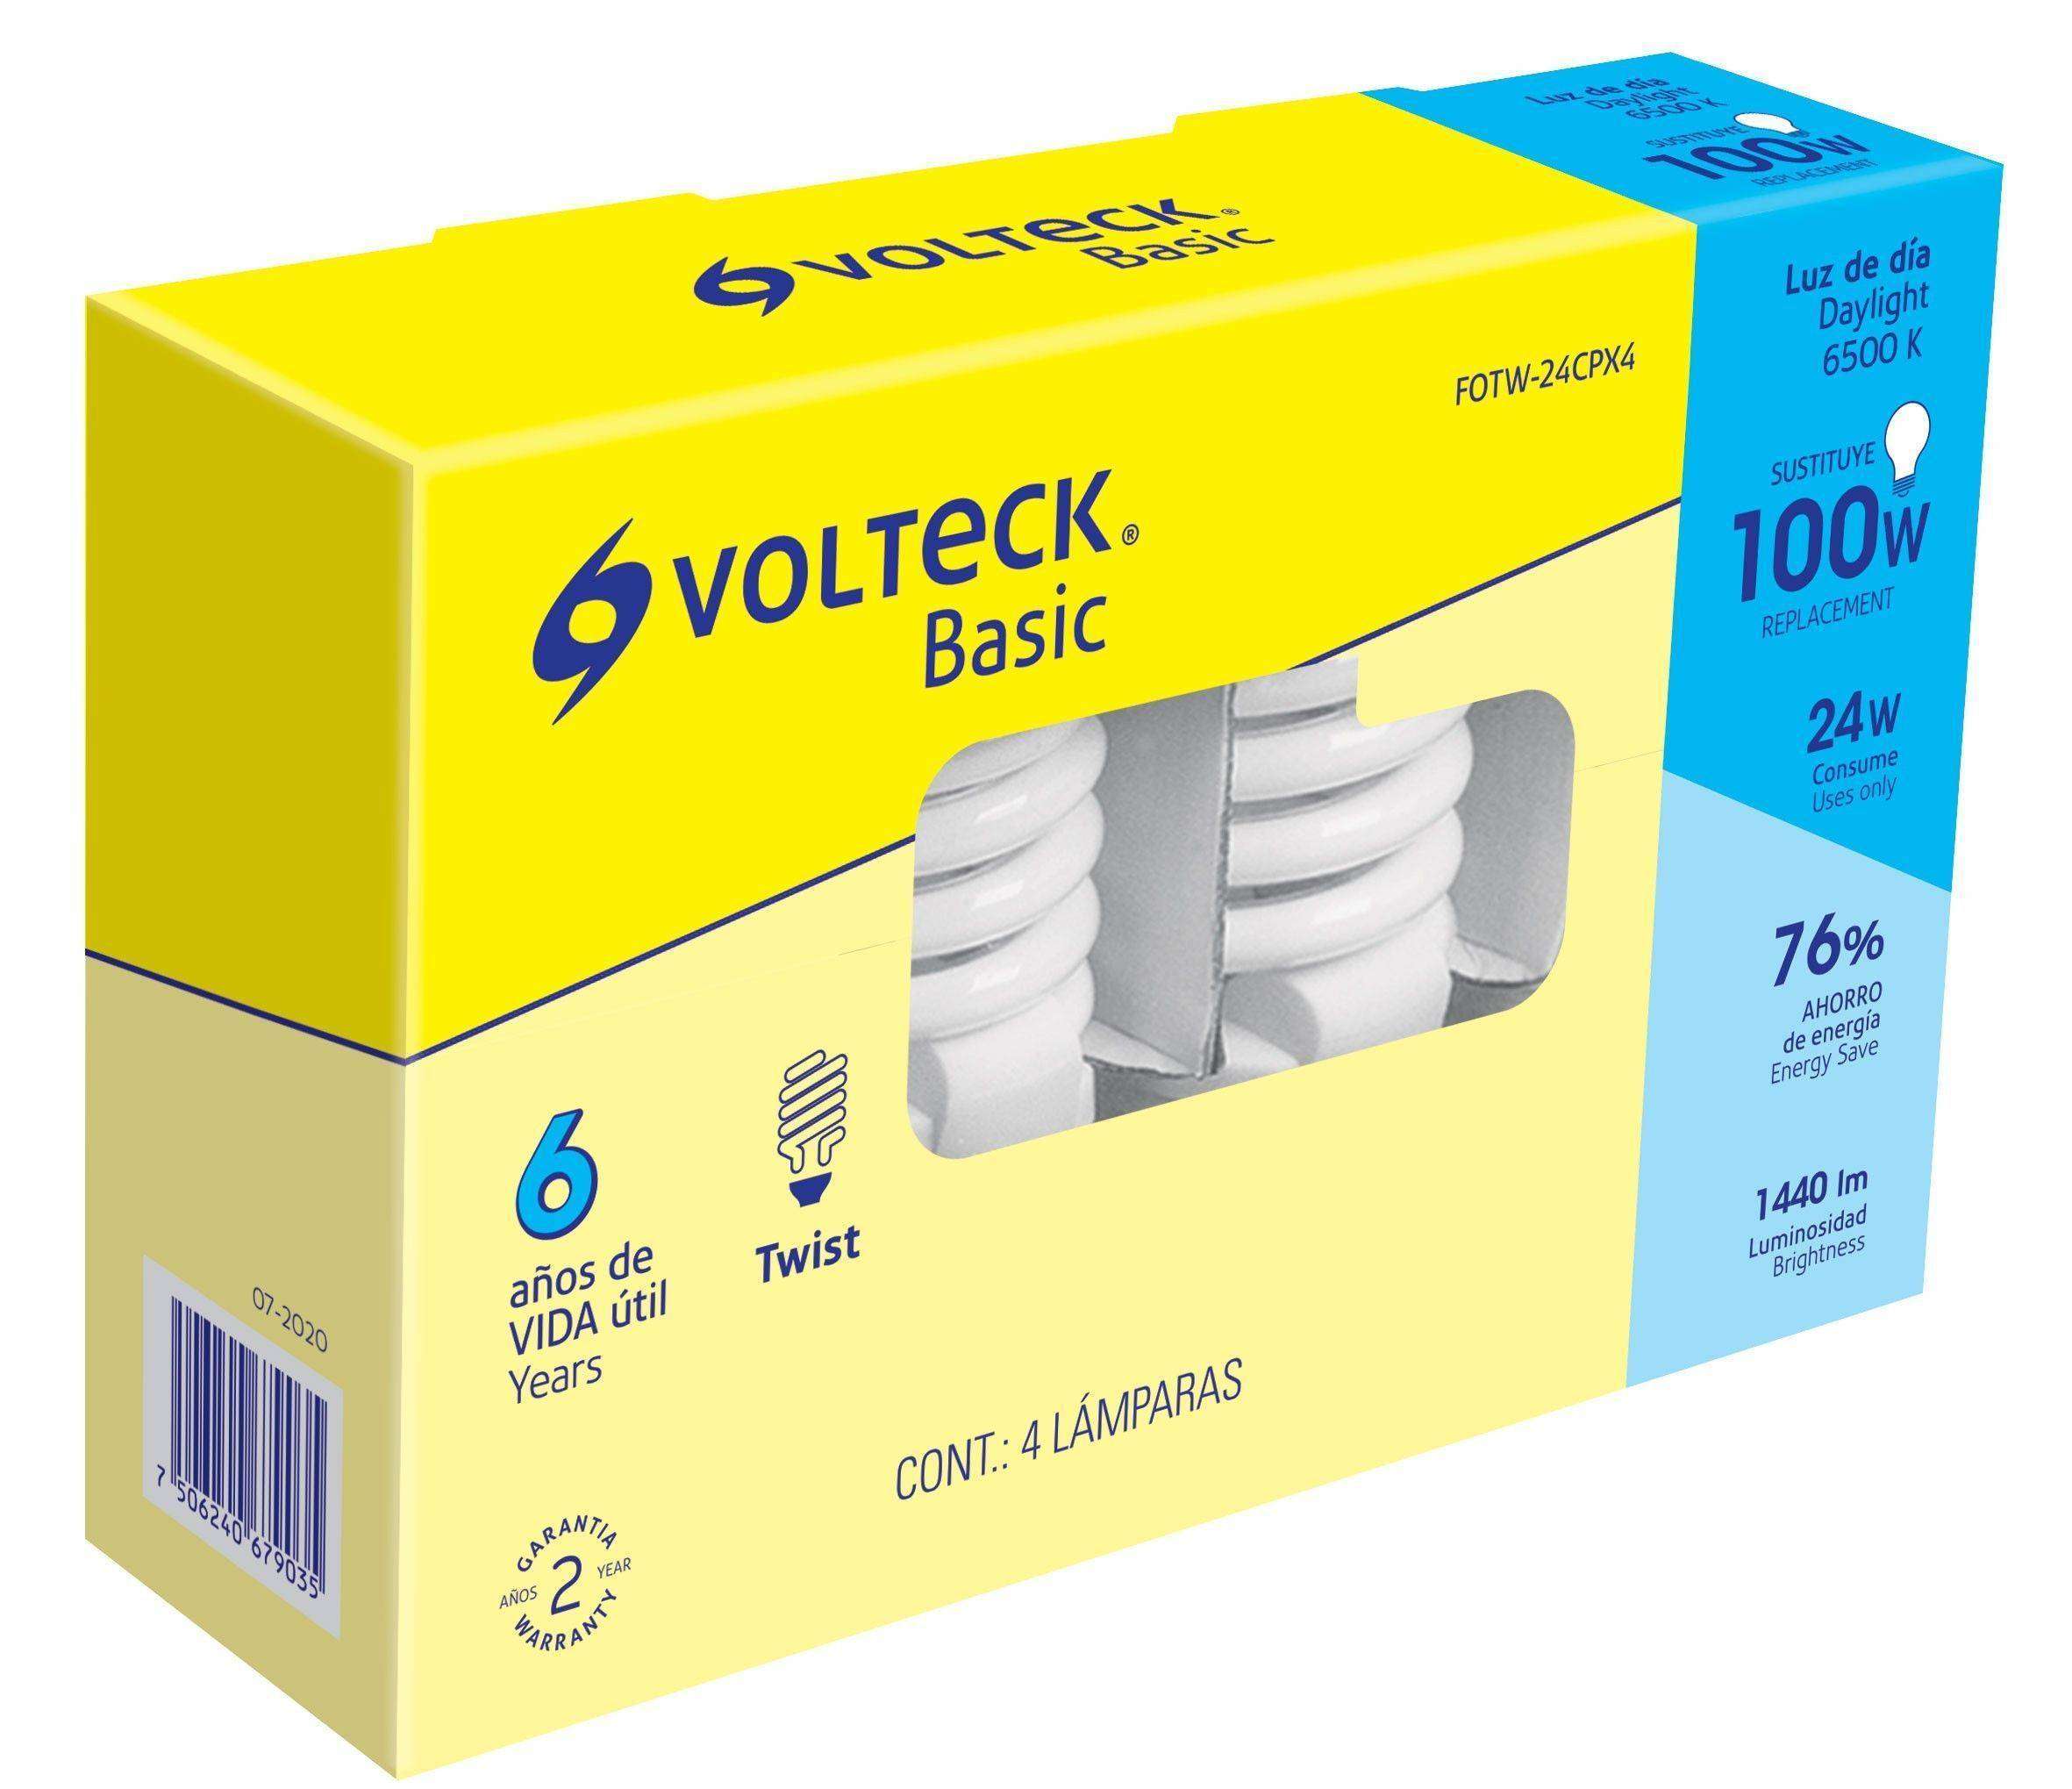 Luz de día
Daylight
6500 K
SUSTITUYE
100W
REPLACEMENT
VOLTECK®
Basic
FOTW-24CPX4
VOLTECK®
Basic
Luz de día
Daylight
6500 K
SUSTITUYE
100W
REPLACEMENT
24W
Consume
Uses only
76%
AHORRO
de energía
Energy Save
1440 lm
Luminosidad
Brightness
6
años de
VIDA útil
Years
Twist
CONT.: 4 LÁMPARAS
GARANTIA
AÑOS 2 YEAR
WARRANTY
07-2020
7 506240 679035